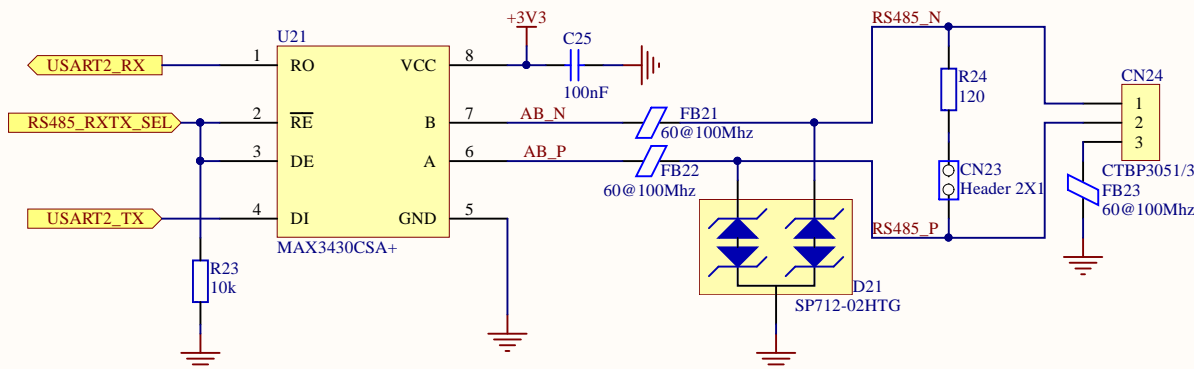 RS485_N
+3V3
U21
C25
USART2_RX
1
RO
VCC
8
100nF
R24
120
CN24
1
RS485_RXTX_SEL
2
RE
B
7
AB_N
FB21
60@100Mhz
2
3
3
DE
A
6
AB_P
FB22
60@100Mhz
CN23
Header 2X1
CTBP3051/3
FB23
60@100Mhz
USART2_TX
4
DI
GND
5
MAX3430CSA+
RS485_P
R23
10k
D21
SP712-02HTG